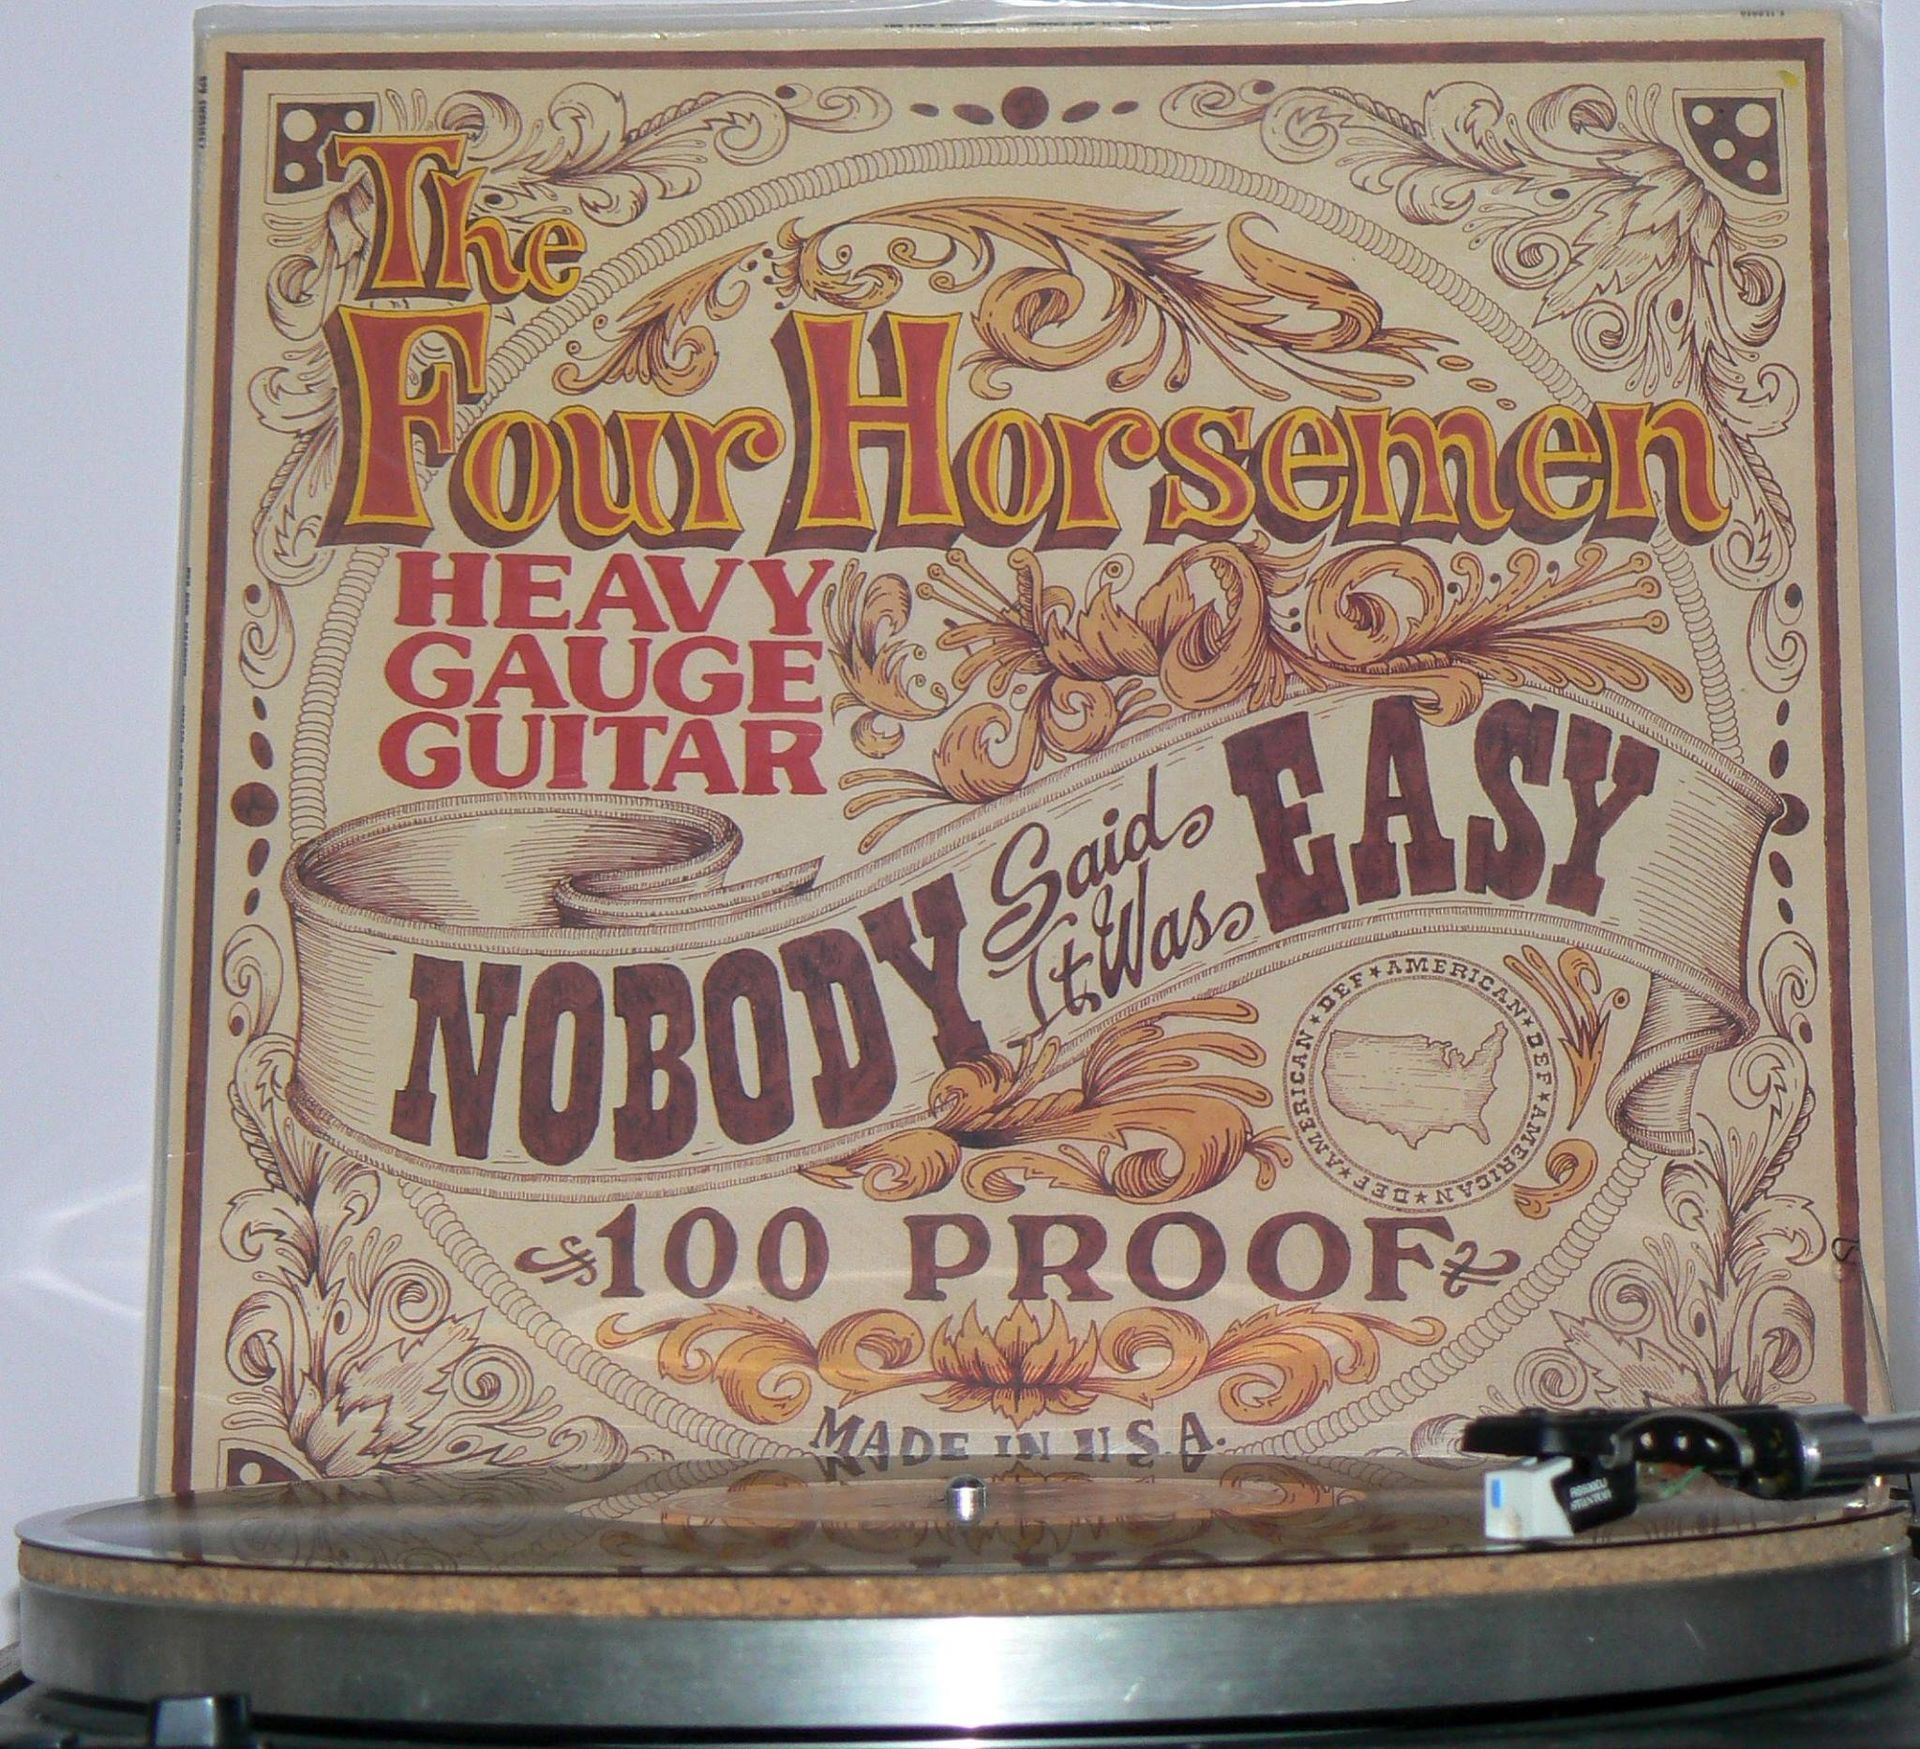 The
Four Horsemen
HEAVY
GAUGE
GUITAR
NOBODY Said It Was EASY
AMERICAN ★ DEF ★ AMERICAN ★ DEF ★ AMERICAN ★ DEF ★ AMERICAN ★ DEF ★
100 PROOF
MADE IN U.S.A.